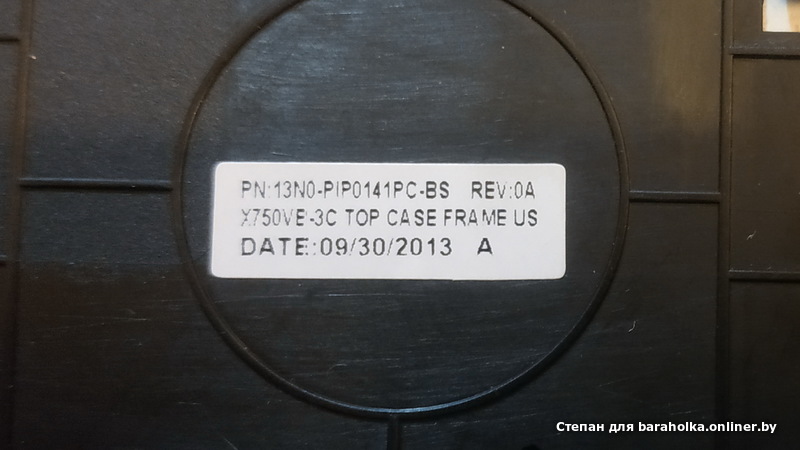 PN:13N0-PIP0141PC-BS REV:0A
X750VE-3C TOP CASE FRAME US
DATE:09/30/2013 A
Степан для baraholka.onliner.by